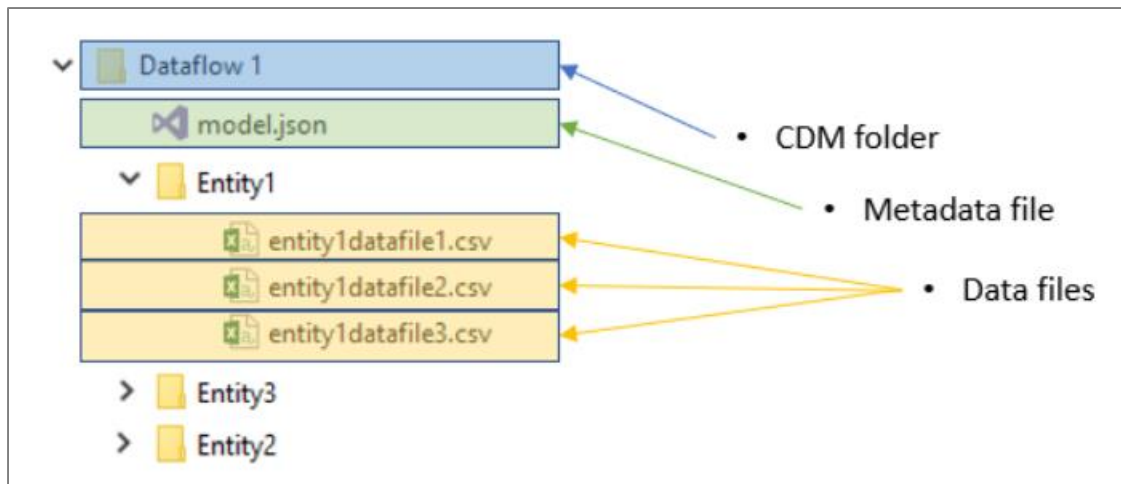 Dataflow 1
model.json
• CDM folder
Entity1
• Metadata file
entity1datafile1.csv
entity1datafile2.csv
• Data files
entity1datafile3.csv
Entity3
Entity2